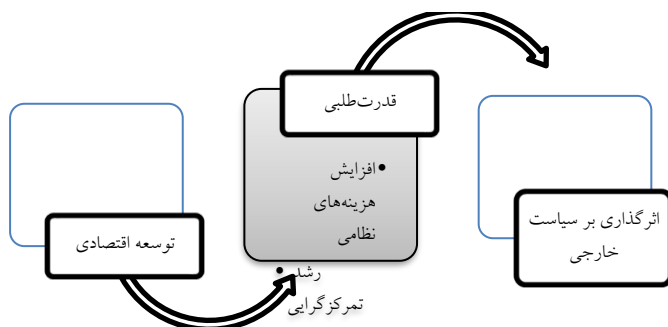 قدرت‌طلبی
• افزایش
هزینه‌های
نظامی
• رشد
تمرکزگرایی
توسعه اقتصادی
اثرگذاری بر سیاست
خارجی